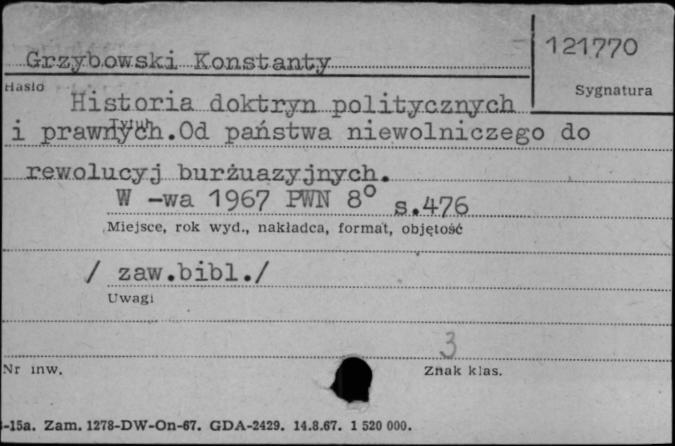 121770
Grzybowski Konstanty
Hasło
Sygnatura
Historia doktryn politycznych
i prawnych.Od państwa niewolniczego do
Tytuł
rewolucyj burżuazyjnych.
W -wa 1967 PWN 8° s.476
Miejsce, rok wyd., nakładca, format, objętość
/ zaw.bibl./
Uwagi
3
Nr inw.
Znak klas.
-15a. Zam. 1278-DW-On-67. GDA-2429. 14.8.67. 1 520 000.